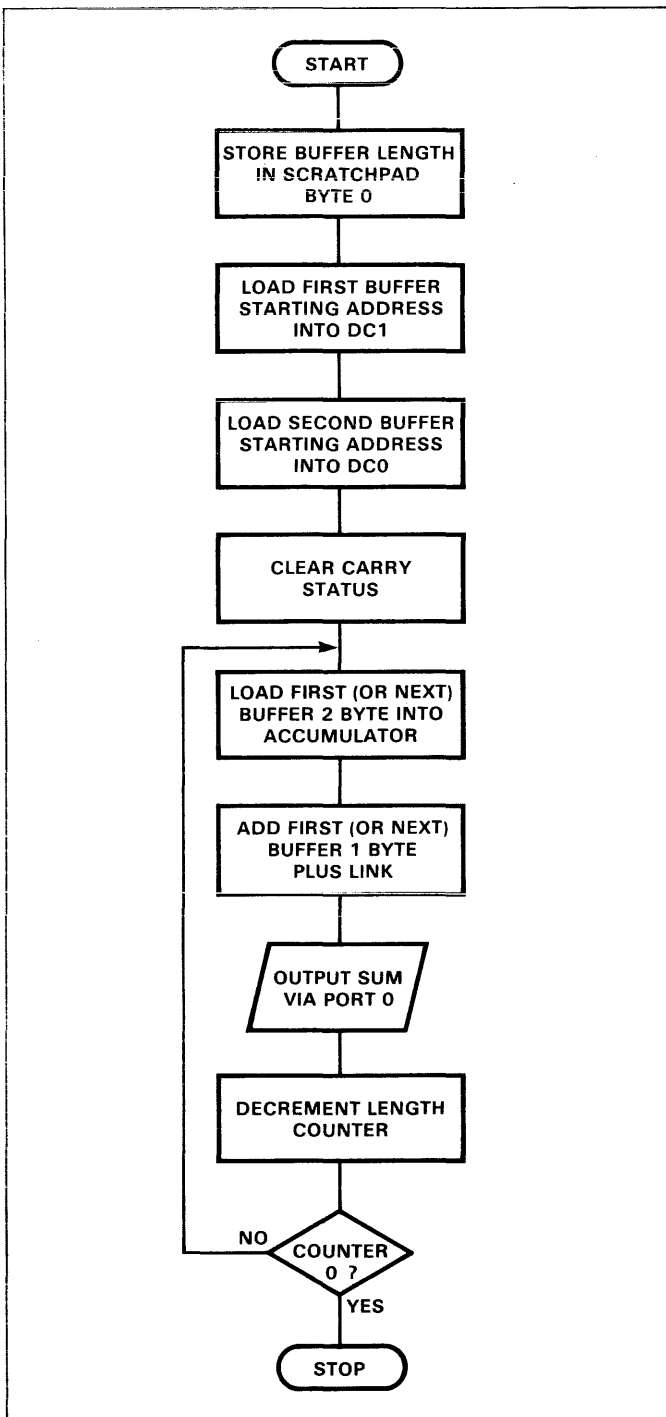 START
STORE BUFFER LENGTH
IN SCRATCHPAD
BYTE 0
LOAD FIRST BUFFER
STARTING ADDRESS
INTO DC1
LOAD SECOND BUFFER
STARTING ADDRESS
INTO DC0
CLEAR CARRY
STATUS
LOAD FIRST (OR NEXT)
BUFFER 2 BYTE INTO
ACCUMULATOR
ADD FIRST (OR NEXT)
BUFFER 1 BYTE
PLUS LINK
OUTPUT SUM
VIA PORT 0
DECREMENT LENGTH
COUNTER
NO
COUNTER
0 ?
YES
STOP